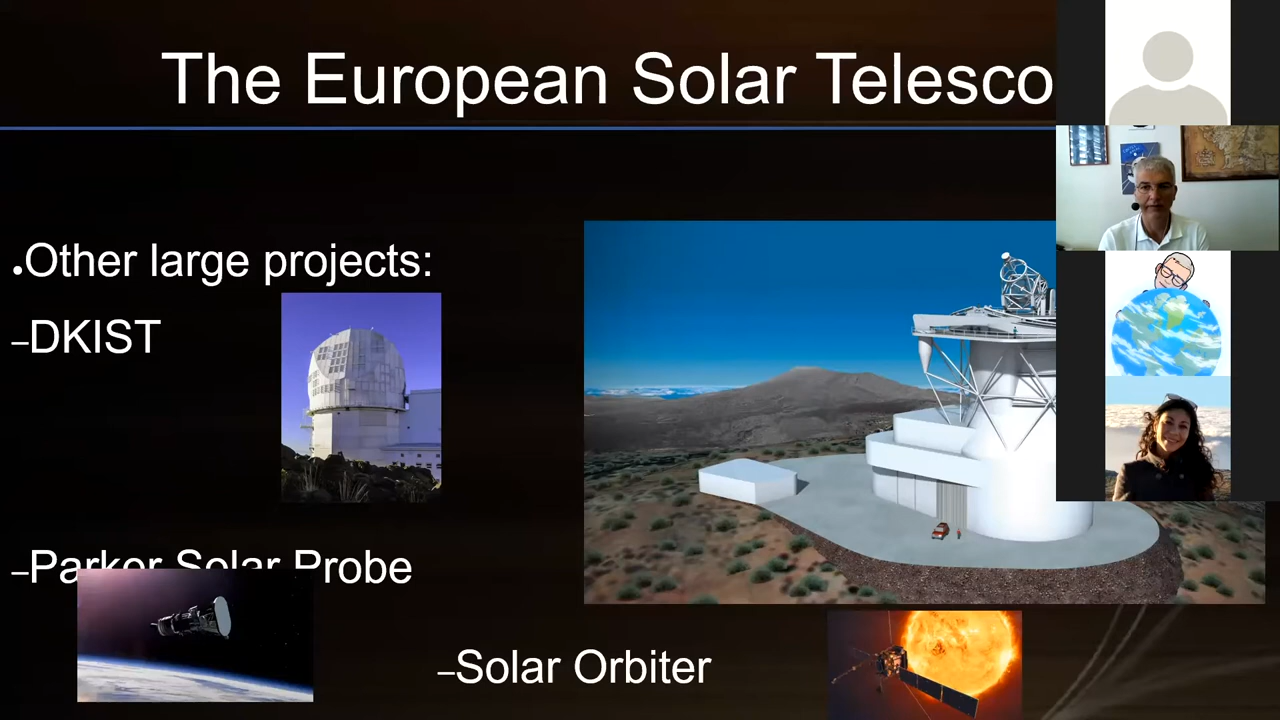 The European Solar Telesco
•Other large projects:
–DKIST
–Parker Solar Probe
–Solar Orbiter